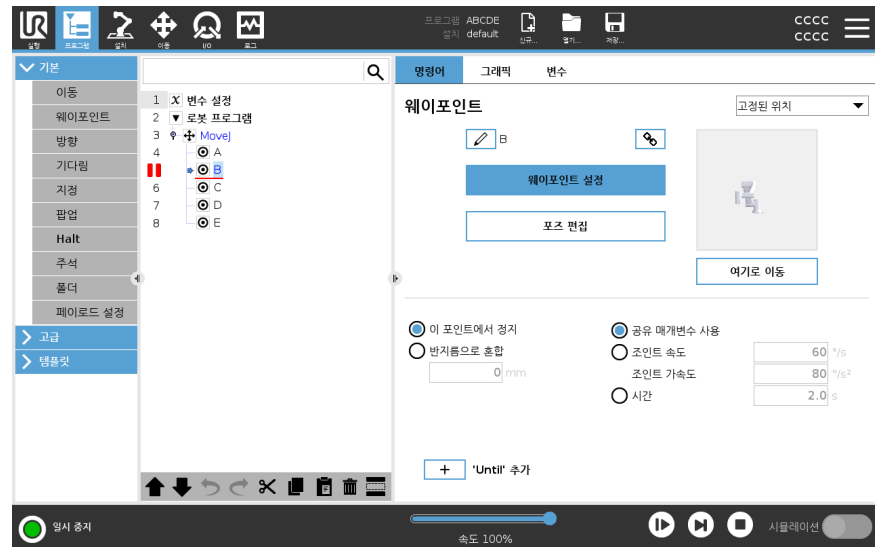 UR
실행 프로그램 설치 이동 I/O 로그
프로그램 ABCDE
설치 default
신규... 열기... 저장...
CCCC
CCCC
기본
이동
웨이포인트
방향
기다림
지정
팝업
Halt
주석
폴더
페이로드 설정
고급
템플릿
1 X 변수 설정
2 ▼ 로봇 프로그램
3 MoveJ
4 A
B
6 C
7 D
8 E
명령어 그래픽 변수
웨이포인트 고정된 위치
B
웨이포인트 설정
포즈 편집
여기로 이동
이 포인트에서 정지
반지름으로 혼합
0 mm
공유 매개변수 사용
조인트 속도 60 °/s
조인트 가속도 80 °/s²
시간 2.0 s
+ 'Until' 추가
일시 중지
속도 100%
시뮬레이션